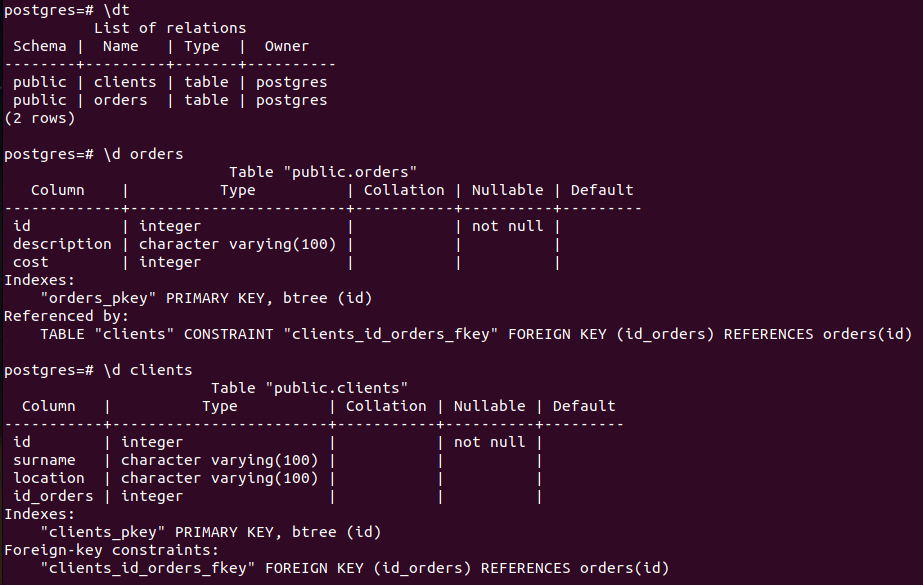 postgres=# \dt
          List of relations
 Schema |  Name   | Type  |  Owner
--------+---------+-------+----------
 public | clients | table | postgres
 public | orders  | table | postgres
(2 rows)

postgres=# \d orders
                         Table "public.orders"
   Column    |          Type          | Collation | Nullable | Default
-------------+------------------------+-----------+----------+---------
 id          | integer                |           | not null |
 description | character varying(100) |           |          |
 cost        | integer                |           |          |
Indexes:
    "orders_pkey" PRIMARY KEY, btree (id)
Referenced by:
    TABLE "clients" CONSTRAINT "clients_id_orders_fkey" FOREIGN KEY (id_orders) REFERENCES orders(id)

postgres=# \d clients
                       Table "public.clients"
  Column   |          Type          | Collation | Nullable | Default
-----------+------------------------+-----------+----------+---------
 id        | integer                |           | not null |
 surname   | character varying(100) |           |          |
 location  | character varying(100) |           |          |
 id_orders | integer                |           |          |
Indexes:
    "clients_pkey" PRIMARY KEY, btree (id)
Foreign-key constraints:
    "clients_id_orders_fkey" FOREIGN KEY (id_orders) REFERENCES orders(id)